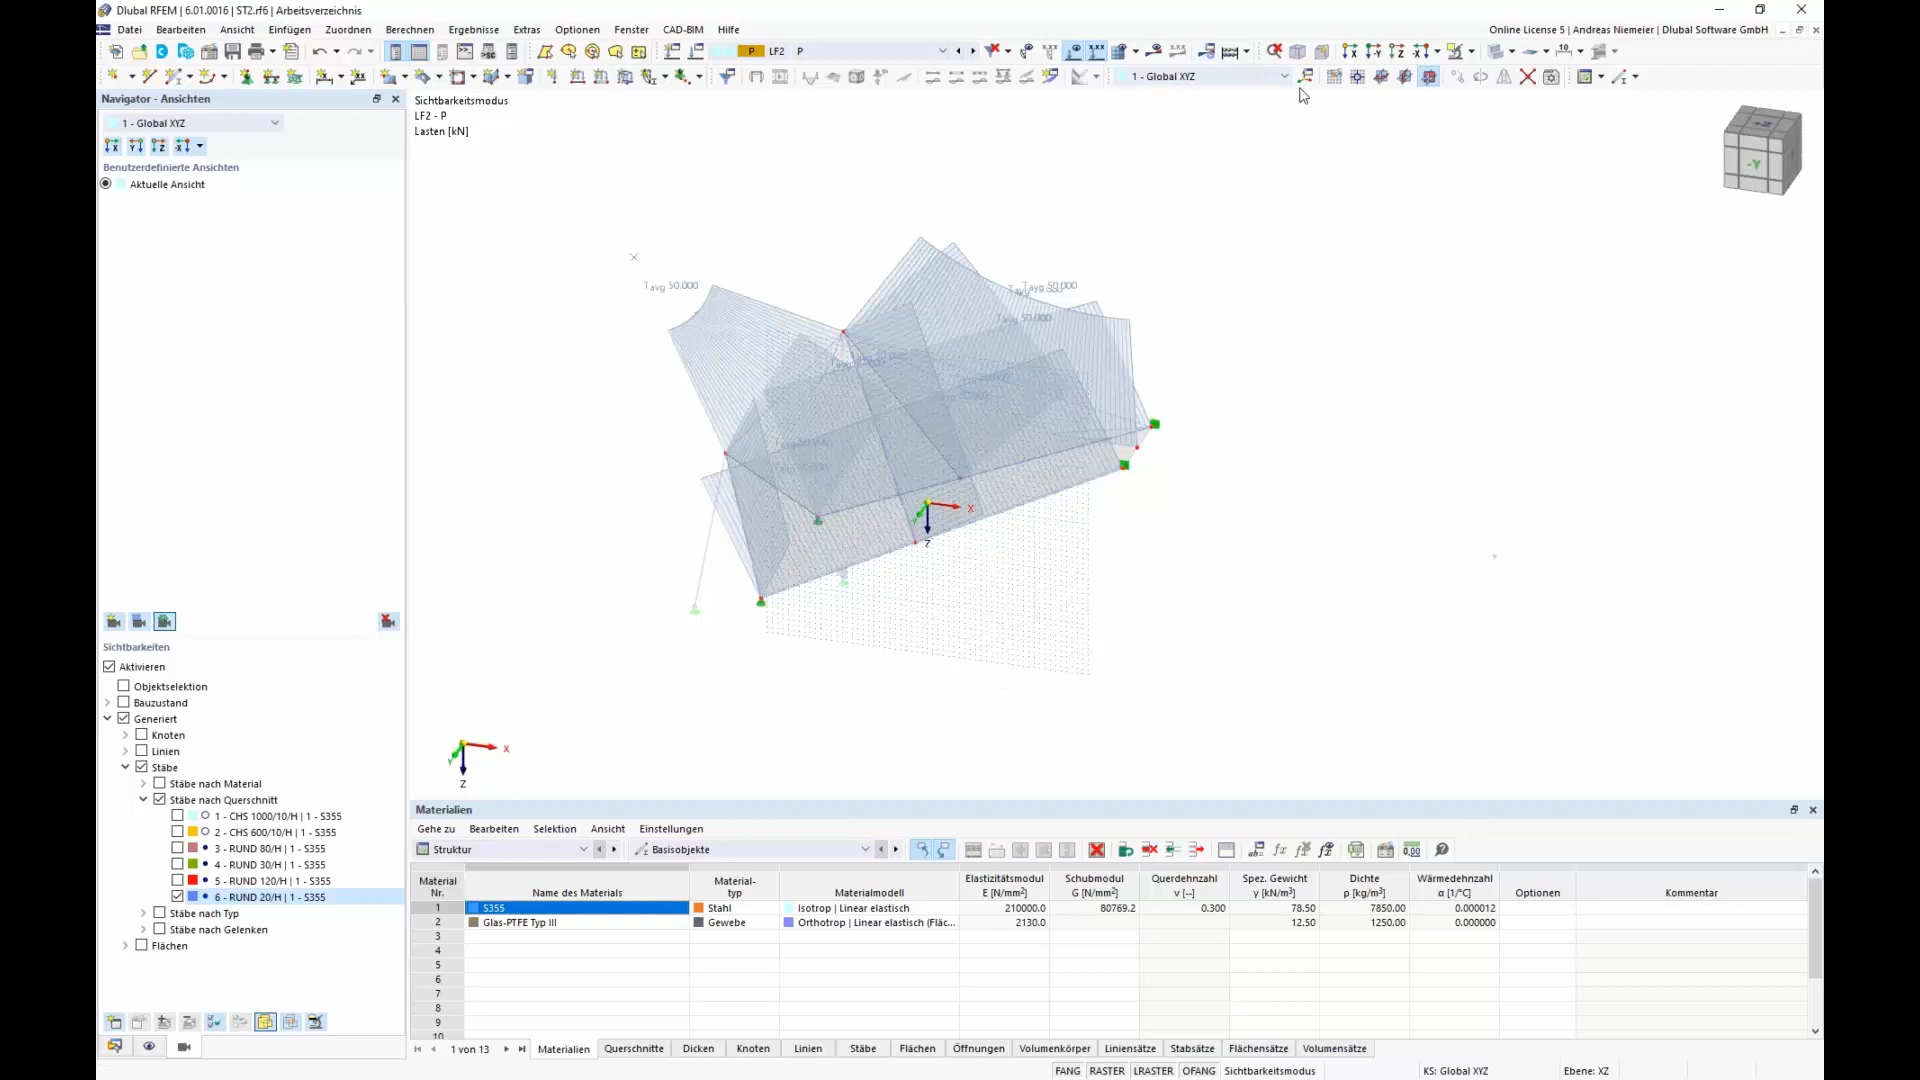 Dlubal RFEM | 6.01.0016 | ST2.rf6 | Arbeitsverzeichnis
Datei Bearbeiten Ansicht Einfügen Zuordnen Berechnen Ergebnisse Extras Optionen Fenster CAD-BIM Hilfe
Online License 5 | Andreas Niemeier | Dlubal Software GmbH
P LF2 P
1 - Global XYZ
Navigator - Ansichten
1 - Global XYZ
Benutzerdefinierte Ansichten
Aktuelle Ansicht
Sichtbarkeitsmodus
LF2 - P
Lasten [kN]
-Y
Tavg 50.000
Tavg 50.000
Tavg 50.000
X
Z
X
Y
Z
Sichtbarkeiten
Aktivieren
Objektselektion
Bauzustand
Generiert
Knoten
Linien
Stäbe
Stäbe nach Material
Stäbe nach Querschnitt
1 - CHS 1000/10/H | 1 - S355
2 - CHS 600/10/H | 1 - S355
3 - RUND 80/H | 1 - S355
4 - RUND 30/H | 1 - S355
5 - RUND 120/H | 1 - S355
6 - RUND 20/H | 1 - S355
Stäbe nach Typ
Stäbe nach Gelenken
Flächen
Materialien
Gehe zu Bearbeiten Selektion Ansicht Einstellungen
Struktur Basisobjekte
Material Nr. Name des Materials Material-typ Materialmodell Elastizitätsmodul E [N/mm²] Schubmodul G [N/mm²] Querdehnzahl ν [--] Spez. Gewicht γ [kN/m³] Dichte ρ [kg/m³] Wärmedehnzahl α [1/°C] Optionen Kommentar
1 S355 Stahl Isotrop | Linear elastisch 210000.0 80769.2 0.300 78.50 7850.00 0.000012
2 Glas-PTFE Typ III Gewebe Orthotrop | Linear elastisch (Fläc... 2130.0 12.50 1250.00 0.000000
3
4
5
6
7
8
9
10
1 von 13 Materialien Querschnitte Dicken Knoten Linien Stäbe Flächen Öffnungen Volumenkörper Liniensätze Stabsätze Flächensätze Volumensätze
FANG RASTER LRASTER OFANG Sichtbarkeitsmodus KS: Global XYZ Ebene: XZ